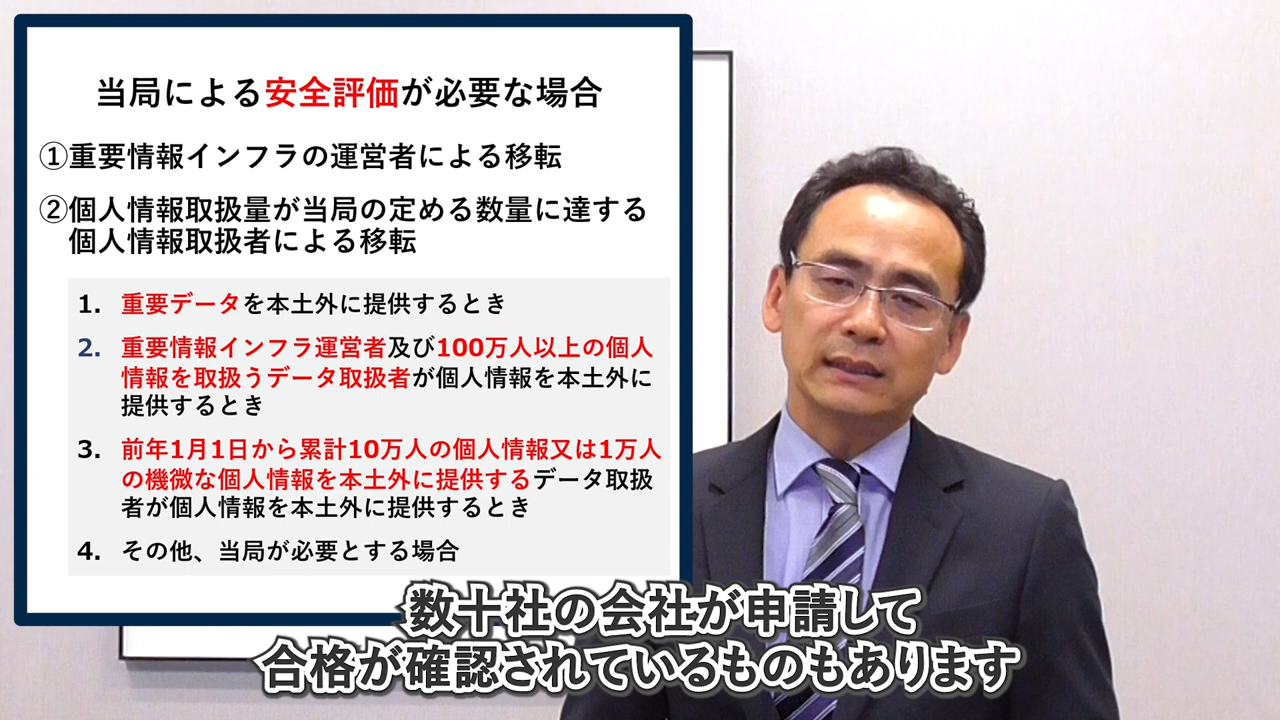 当局による安全評価が必要な場合
①重要情報インフラの運営者による移転
②個人情報取扱量が当局の定める数量に達する
個人情報取扱者による移転
1. 重要データを本土外に提供するとき
2. 重要情報インフラ運営者及び100万人以上の個人
情報を取扱うデータ取扱者が個人情報を本土外に
提供するとき
3. 前年1月1日から累計10万人の個人情報又は1万人
の機微な個人情報を本土外に提供するデータ取扱
者が個人情報を本土外に提供するとき
4. その他、当局が必要とする場合
数十社の会社が申請して
合格が確認されているものもあります